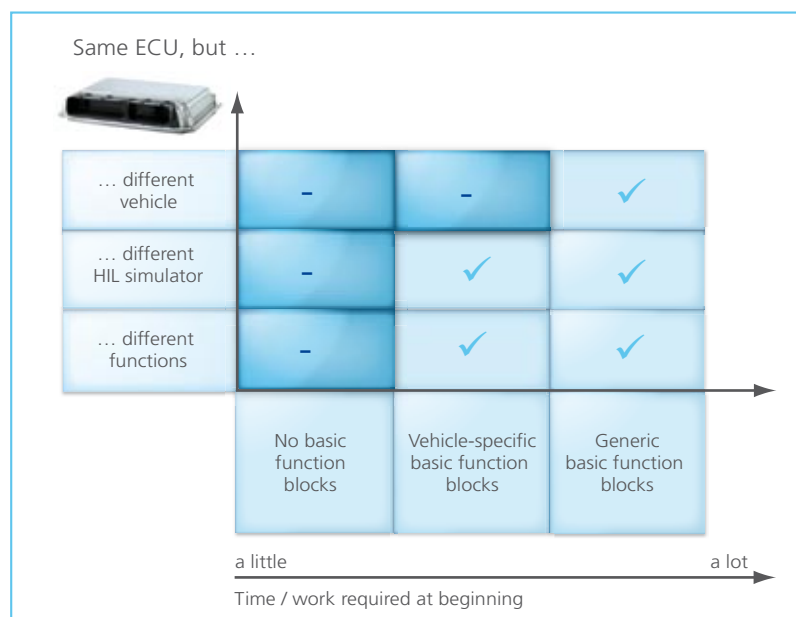 Same ECU, but …
… different
vehicle
-
-
✓
… different
HIL simulator
-
✓
✓
… different
functions
-
✓
✓
No basic
function
blocks
Vehicle-specific
basic function
blocks
Generic
basic function
blocks
a little
a lot
Time / work required at beginning